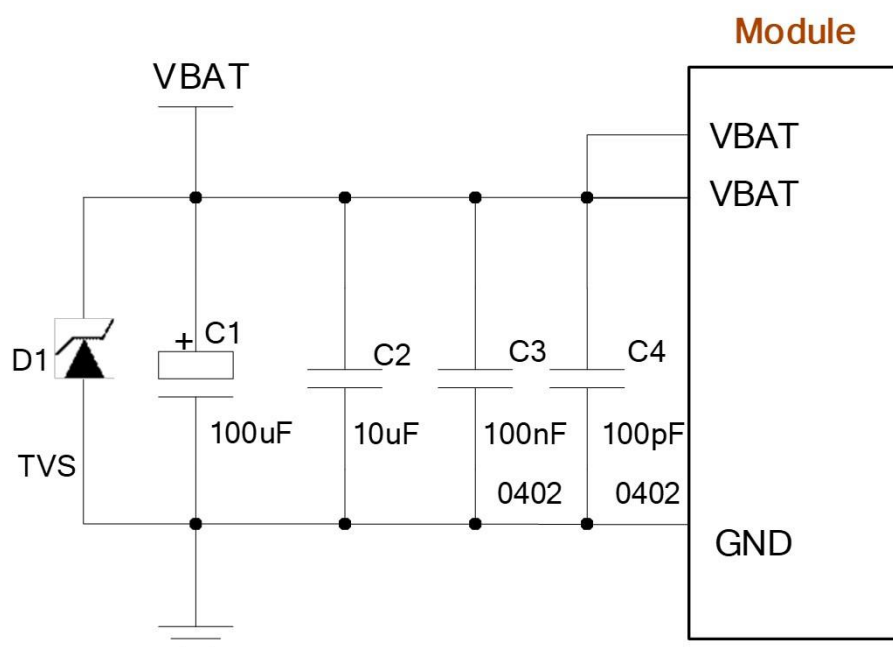 Module
VBAT
VBAT
VBAT
+ C1
D1
C2
C3
C4
100uF
10uF
100nF
100pF
TVS
0402
0402
GND